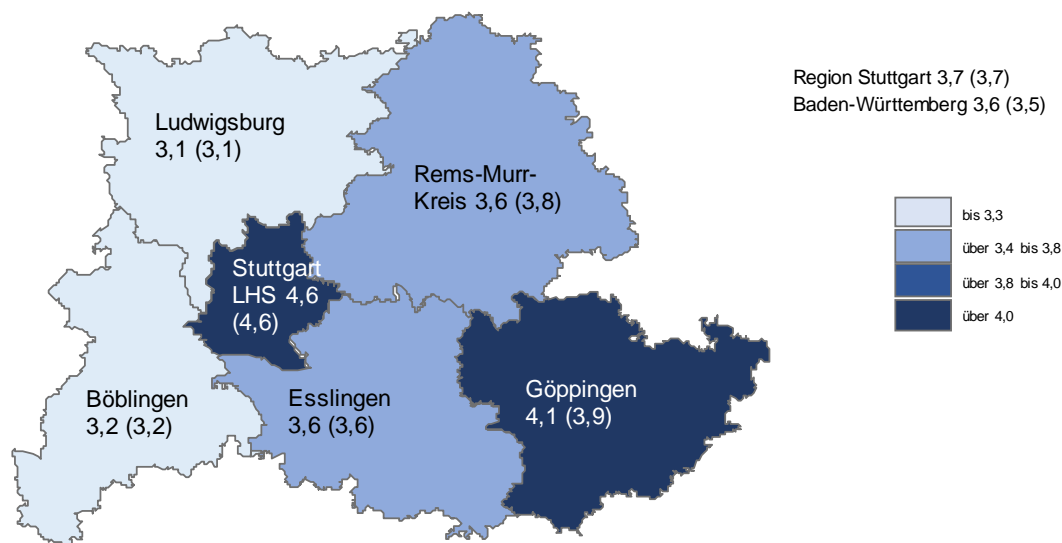 Region Stuttgart 3,7 (3,7)
Baden-Württemberg 3,6 (3,5)
Ludwigsburg
3,1 (3,1)
Rems-Murr-
Kreis 3,6 (3,8)
Stuttgart
LHS 4,6
(4,6)
Böblingen
3,2 (3,2)
Esslingen
3,6 (3,6)
Göppingen
4,1 (3,9)
bis 3,3
über 3,4 bis 3,8
über 3,8 bis 4,0
über 4,0